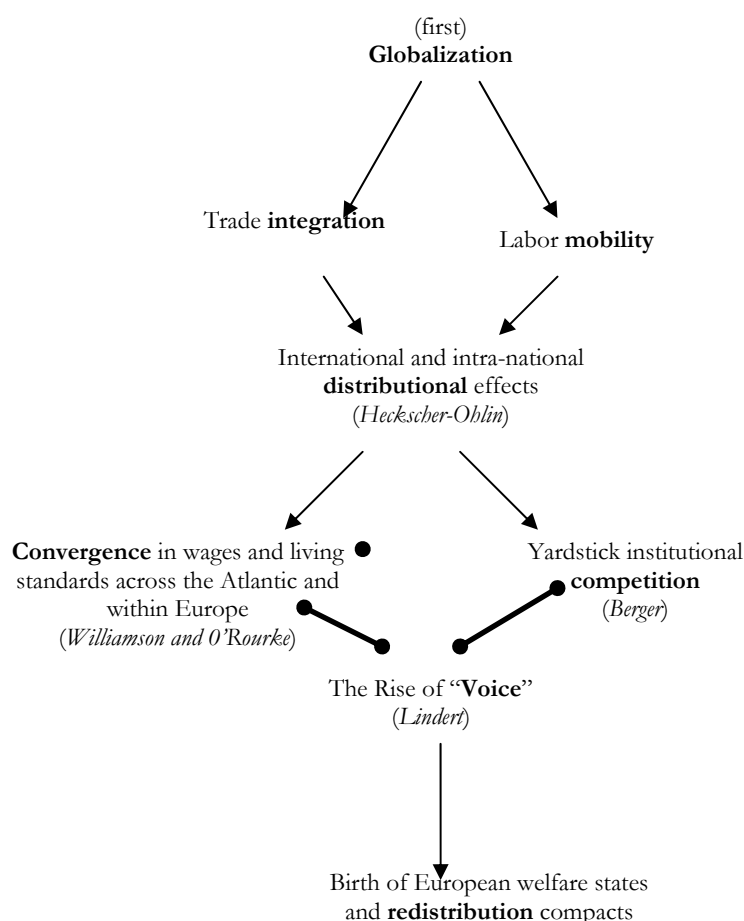 (first)
Globalization
Trade integration
Labor mobility
International and intra-national
distributional effects
(Heckscher-Ohlin)
Convergence in wages and living
standards across the Atlantic and
within Europe
(Williamson and O'Rourke)
Yardstick institutional
competition
(Berger)
The Rise of “Voice”
(Lindert)
Birth of European welfare states
and redistribution compacts